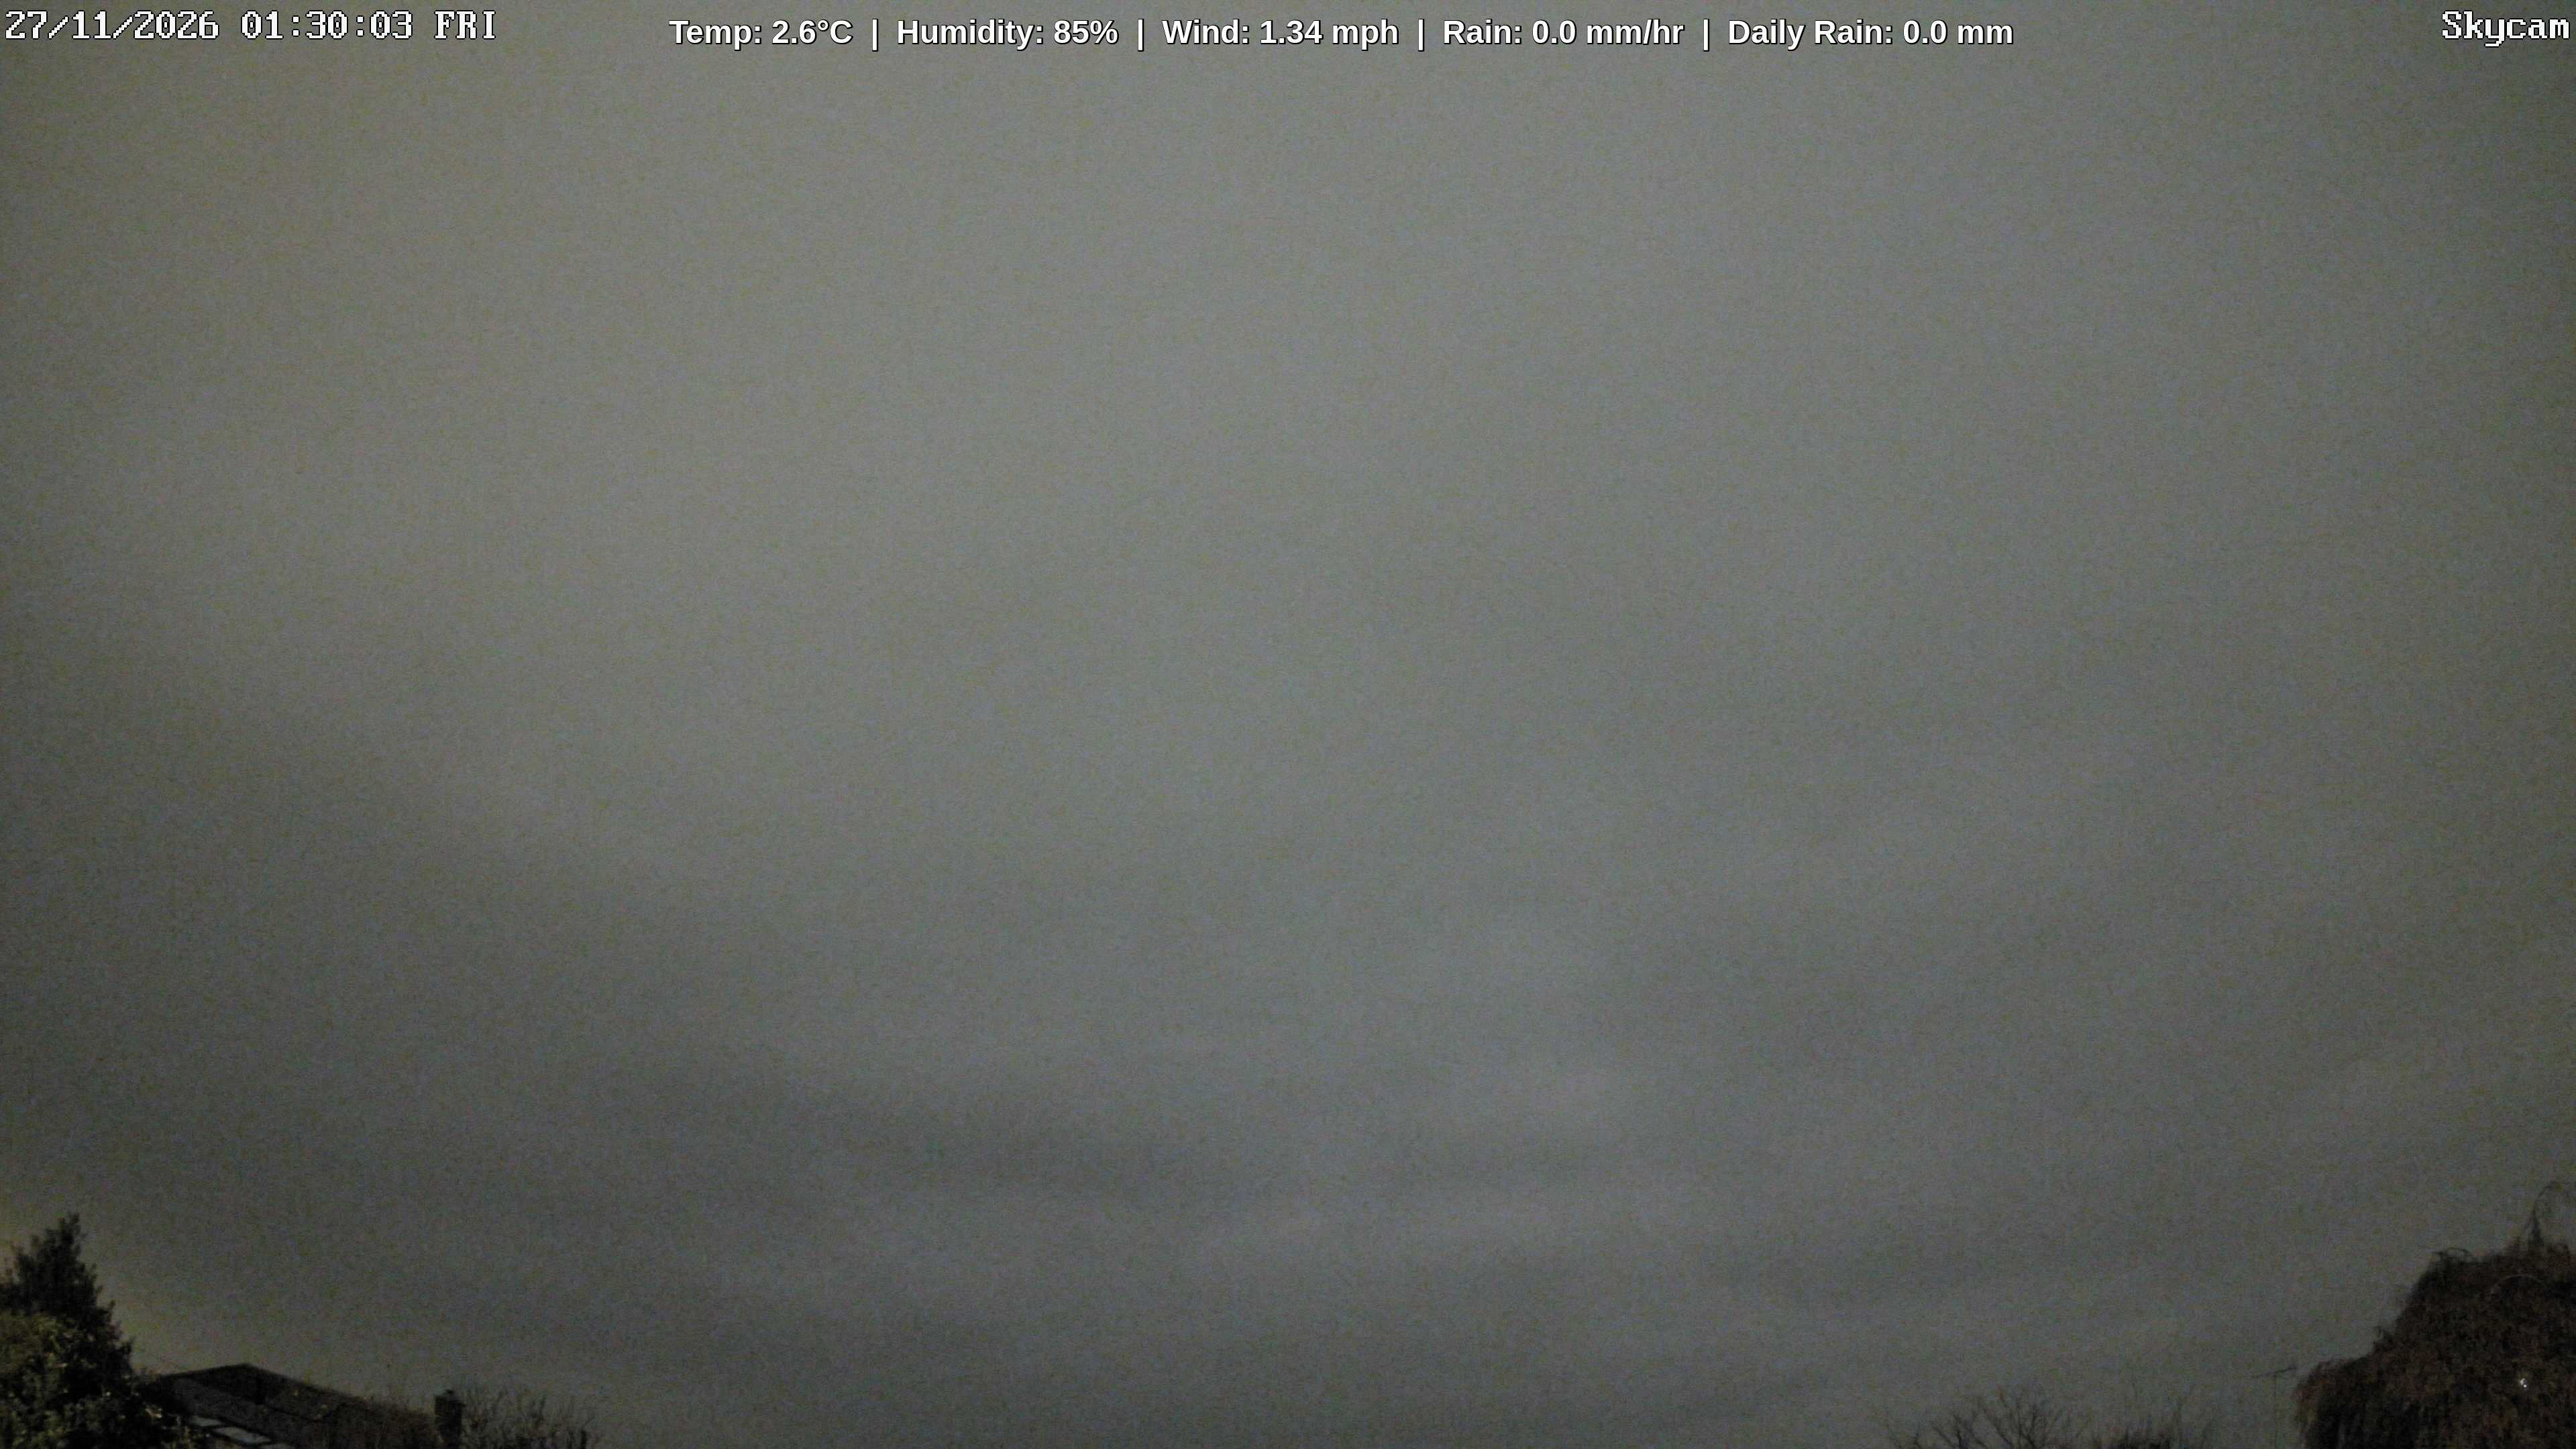 27/11/2026 01:30:03 FRI
Temp: 2.6°C | Humidity: 85% | Wind: 1.34 mph | Rain: 0.0 mm/hr | Daily Rain: 0.0 mm
Skycam